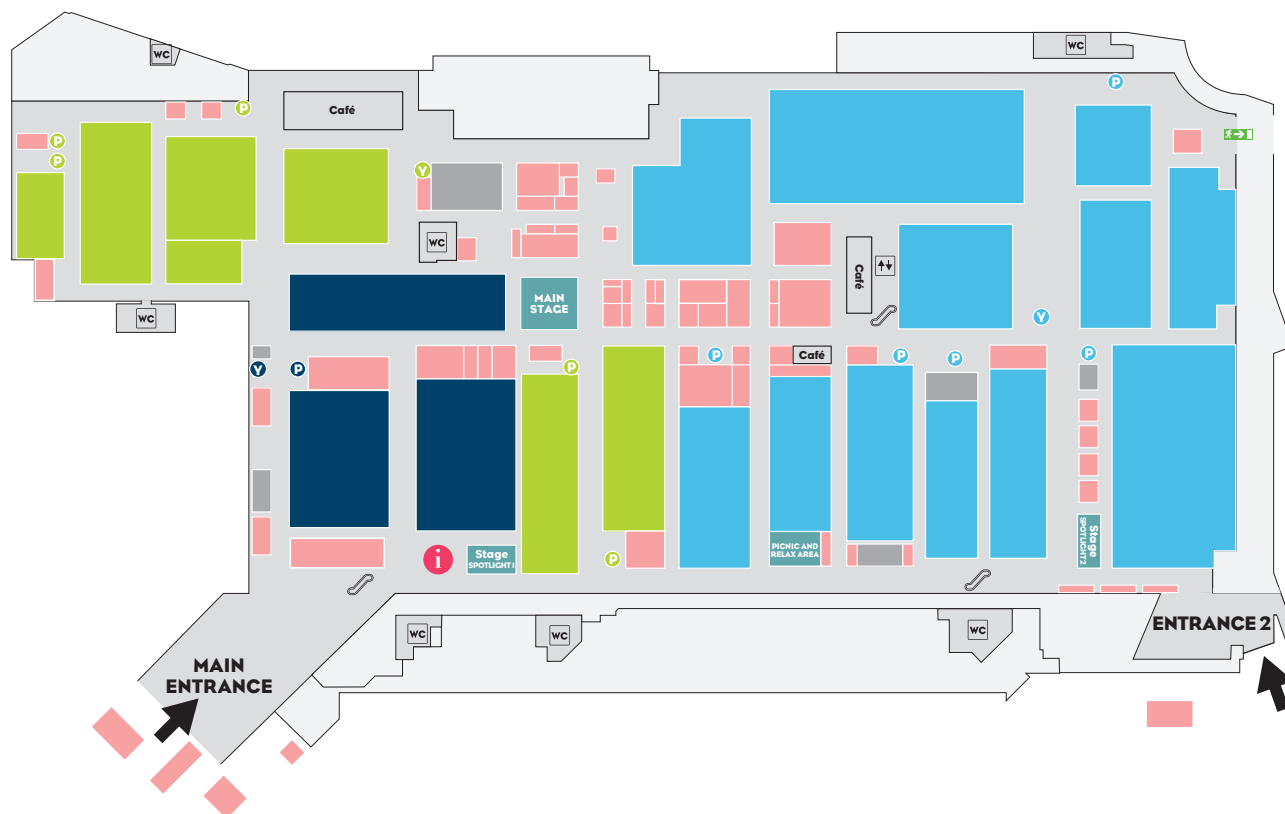 WC
WC
P
P
Café
P
P
Y
WC
Café
MAIN
STAGE
WC
Y
P
Café
P
P
P
Y
P
P
P
i
Stage
SPOTLIGHT 1
P
PICNIC AND
RELAX AREA
Stage
SPOTLIGHT 2
WC
WC
WC
ENTRANCE 2
MAIN
ENTRANCE